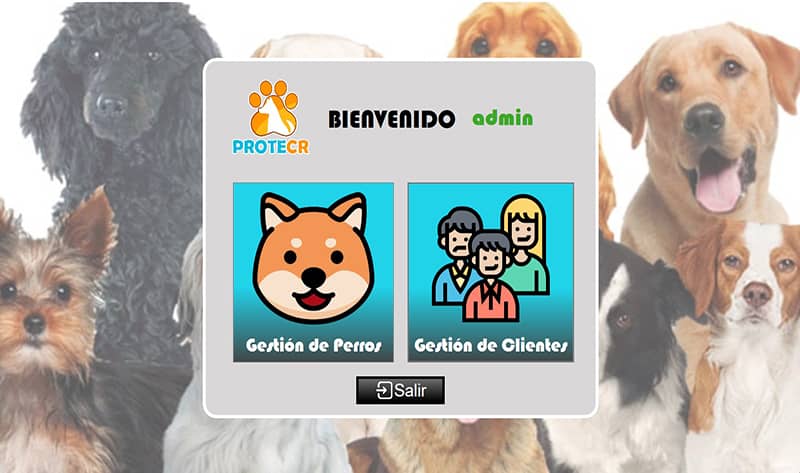 BIENVENIDO admin
PROTECR
Gestión de Perros
Gestión de Clientes
Salir